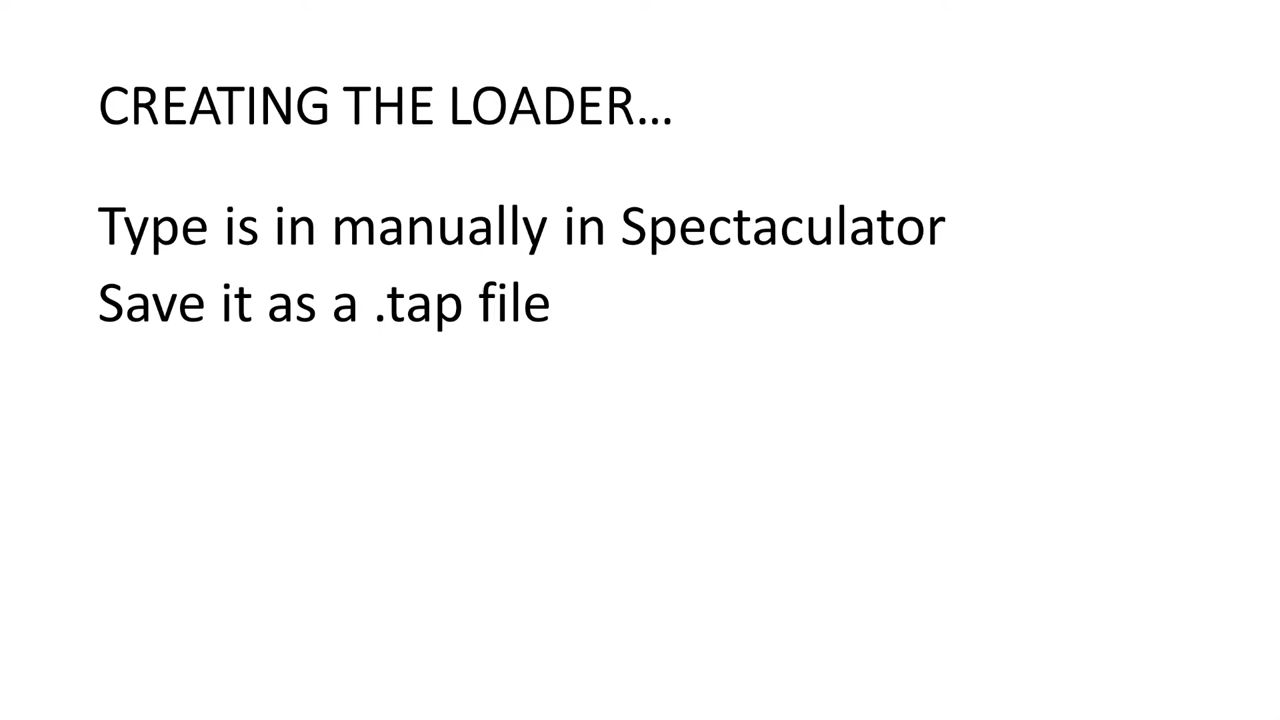 CREATING THE LOADER...
Type is in manually in Spectaculator
Save it as a .tap file